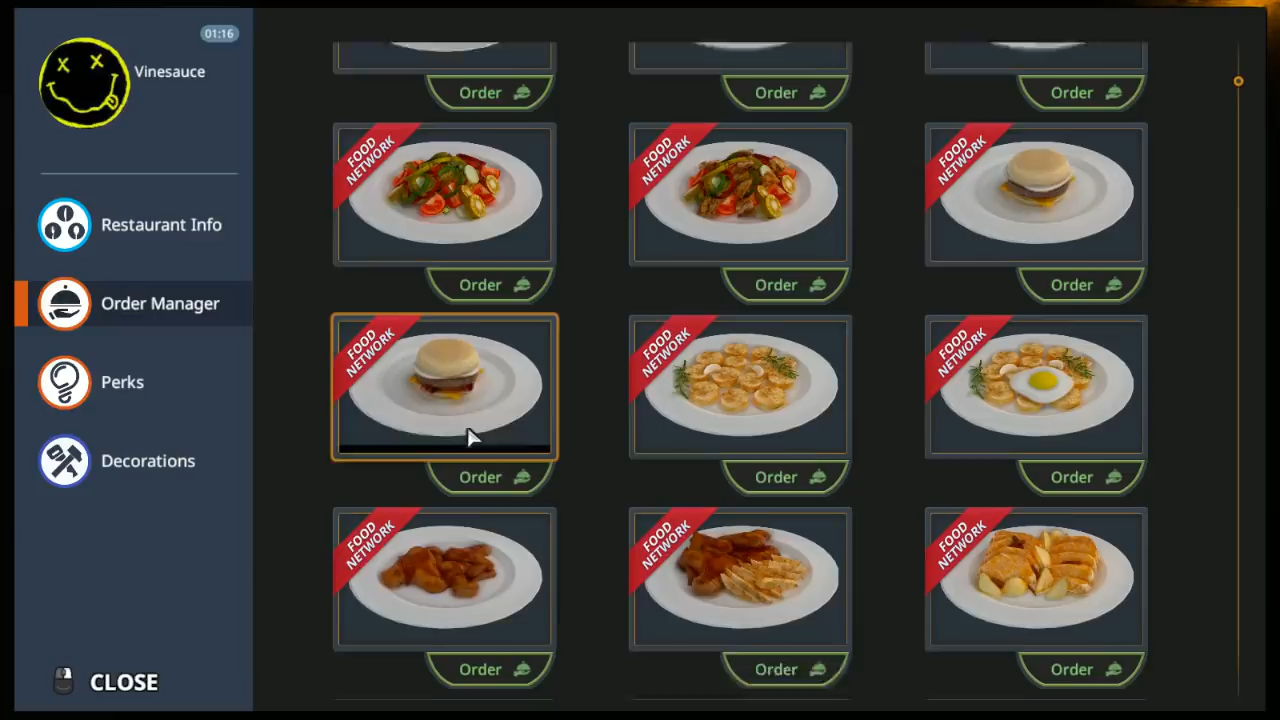 01:16
Vinesauce
Restaurant Info
Order Manager
Perks
Decorations
CLOSE
Order
Order
Order
FOOD
NETWORK
FOOD
NETWORK
FOOD
NETWORK
Order
Order
Order
FOOD
NETWORK
FOOD
NETWORK
FOOD
NETWORK
Order
Order
Order
FOOD
NETWORK
FOOD
NETWORK
FOOD
NETWORK
Order
Order
Order